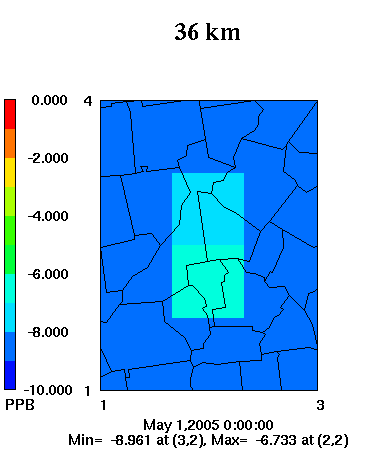 36 km
0.000
-2.000
-4.000
-6.000
-8.000
-10.000
PPB
4
1
1 3
May 1,2005 0:00:00
Min= -8.961 at (3,2), Max= -6.733 at (2,2)